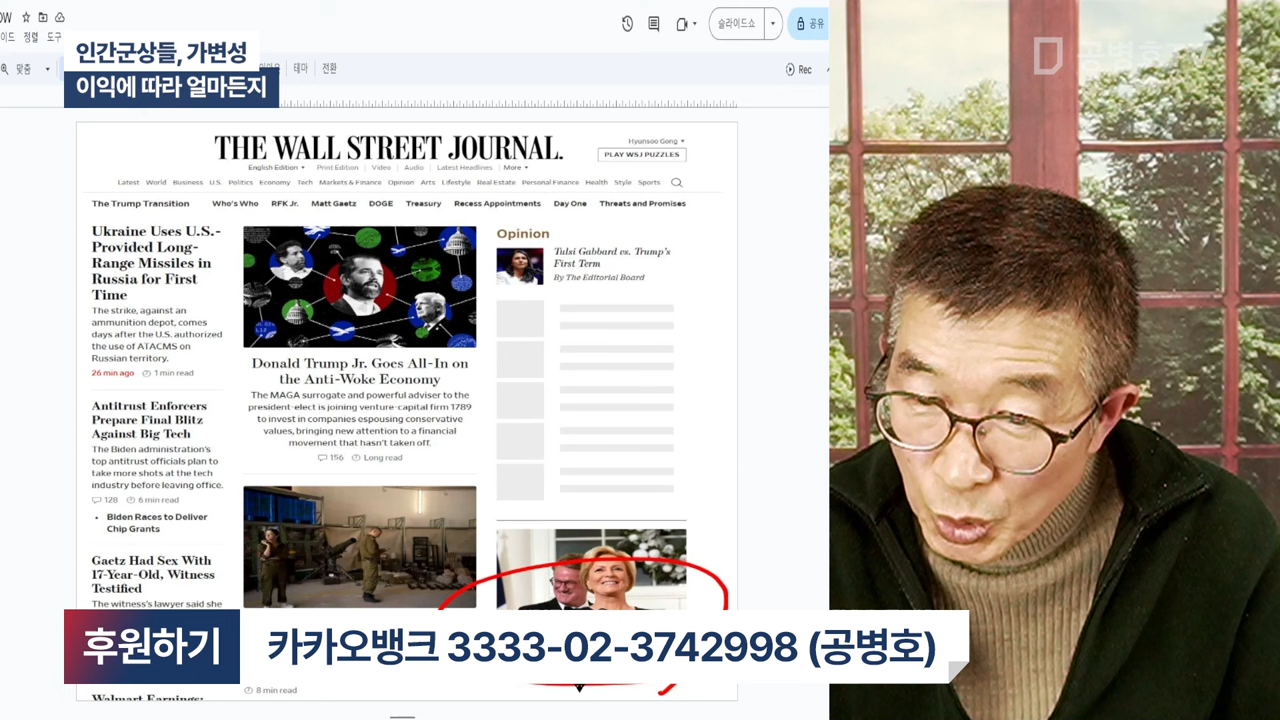 슬라이드쇼
공유
이드 정렬 도구
맞춤
테마
전환
Rec
인간군상들, 가변성
이익에 따라 얼마든지
공병호TV
THE WALL STREET JOURNAL.
Hyunsoo Gong
PLAY WSJ PUZZLES
English Edition
Print Edition
Video
Audio
Latest Headlines
More
Latest World Business U.S. Politics Economy Tech Markets & Finance Opinion Arts Lifestyle Real Estate Personal Finance Health Style Sports
The Trump Transition Who's Who RFK Jr. Matt Gaetz DOGE Treasury Recess Appointments Day One Threats and Promises
Ukraine Uses U.S.-
Provided Long-
Range Missiles in
Russia for First
Time
The strike, against an
ammunition depot, comes
days after the U.S. authorized
the use of ATACMS on
Russian territory.
26 min ago 1 min read
Antitrust Enforcers
Prepare Final Blitz
Against Big Tech
The Biden administration's
top antitrust officials plan to
take more shots at the tech
industry before leaving office.
128 6 min read
• Biden Races to Deliver
Chip Grants
Gaetz Had Sex With
17-Year-Old, Witness
Testified
The witness's lawyer said she
Walmart Earnings:
Donald Trump Jr. Goes All-In on
the Anti-Woke Economy
The MAGA surrogate and powerful adviser to the
president-elect is joining venture-capital firm 1789
to invest in companies espousing conservative
values, bringing new attention to a financial
movement that hasn't taken off.
156 Long read
8 min read
Opinion
Tulsi Gabbard vs. Trump's
First Term
By The Editorial Board
후원하기
카카오뱅크 3333-02-3742998 (공병호)